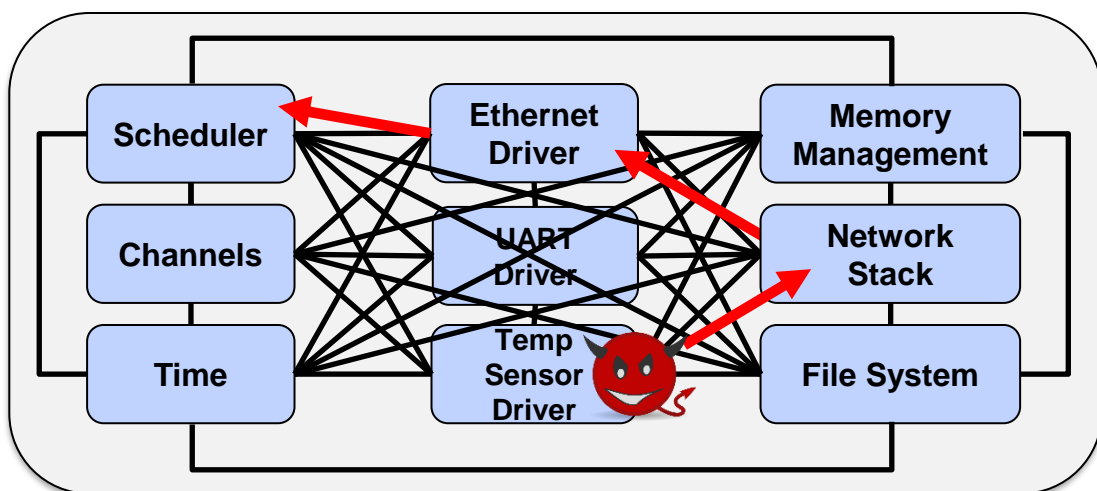 Scheduler
Ethernet
Driver
Memory
Management
Channels
UART
Driver
Network
Stack
Time
Temp
Sensor
Driver
File System